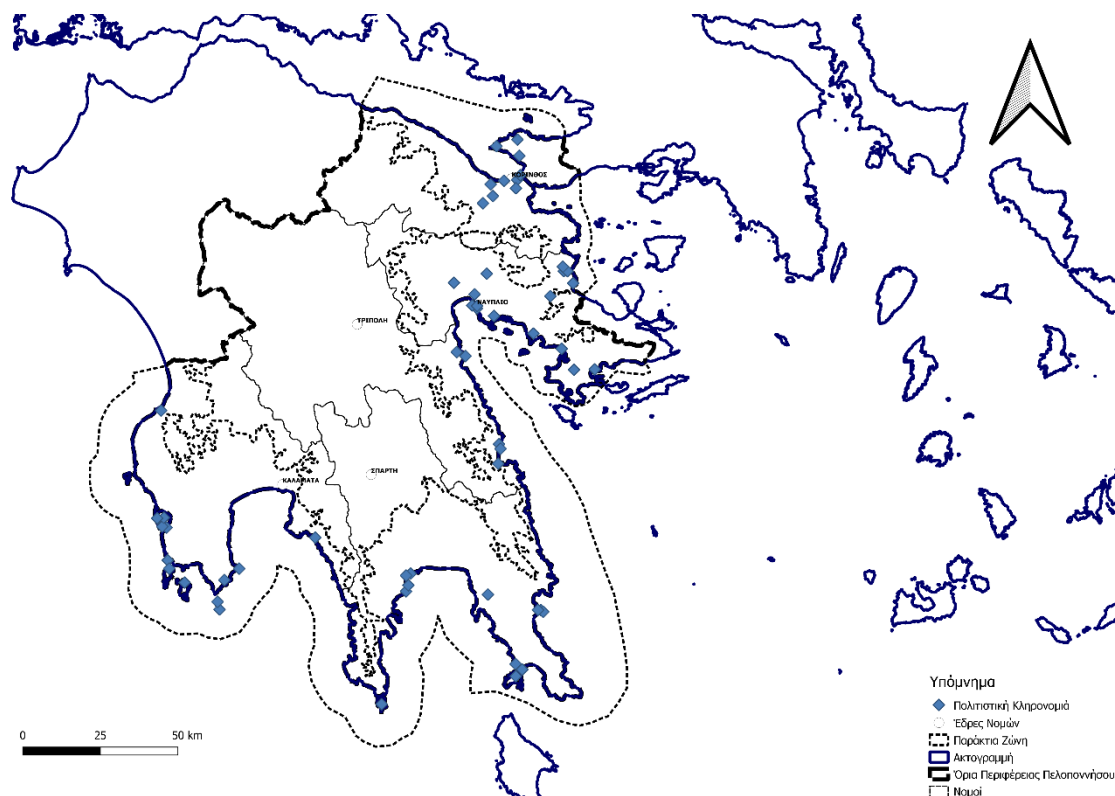 ΚΟΡΙΝΘΟΣ
ΝΑΥΠΛΙΟ
ΤΡΙΠΟΛΗ
ΣΠΑΡΤΗ
ΚΑΛΑΜΑΤΑ
Υπόμνημα
Πολιτιστική Κληρονομιά
Έδρες Νομών
Παράκτια Ζώνη
Ακτογραμμή
Όρια Περιφέρειας Πελοποννήσου
Νομοί
0 25 50 km